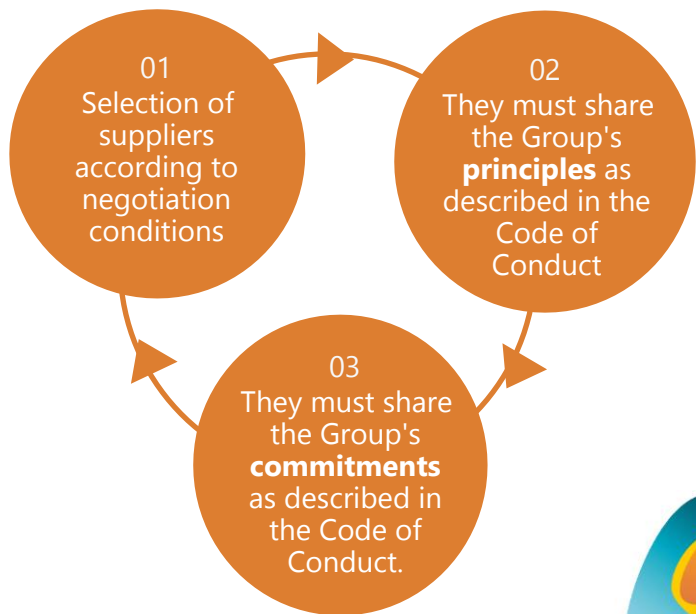 01
Selection of
suppliers
according to
negotiation
conditions
02
They must share
the Group's
principles as
described in the
Code of
Conduct
03
They must share
the Group's
commitments
as described in
the Code of
Conduct.